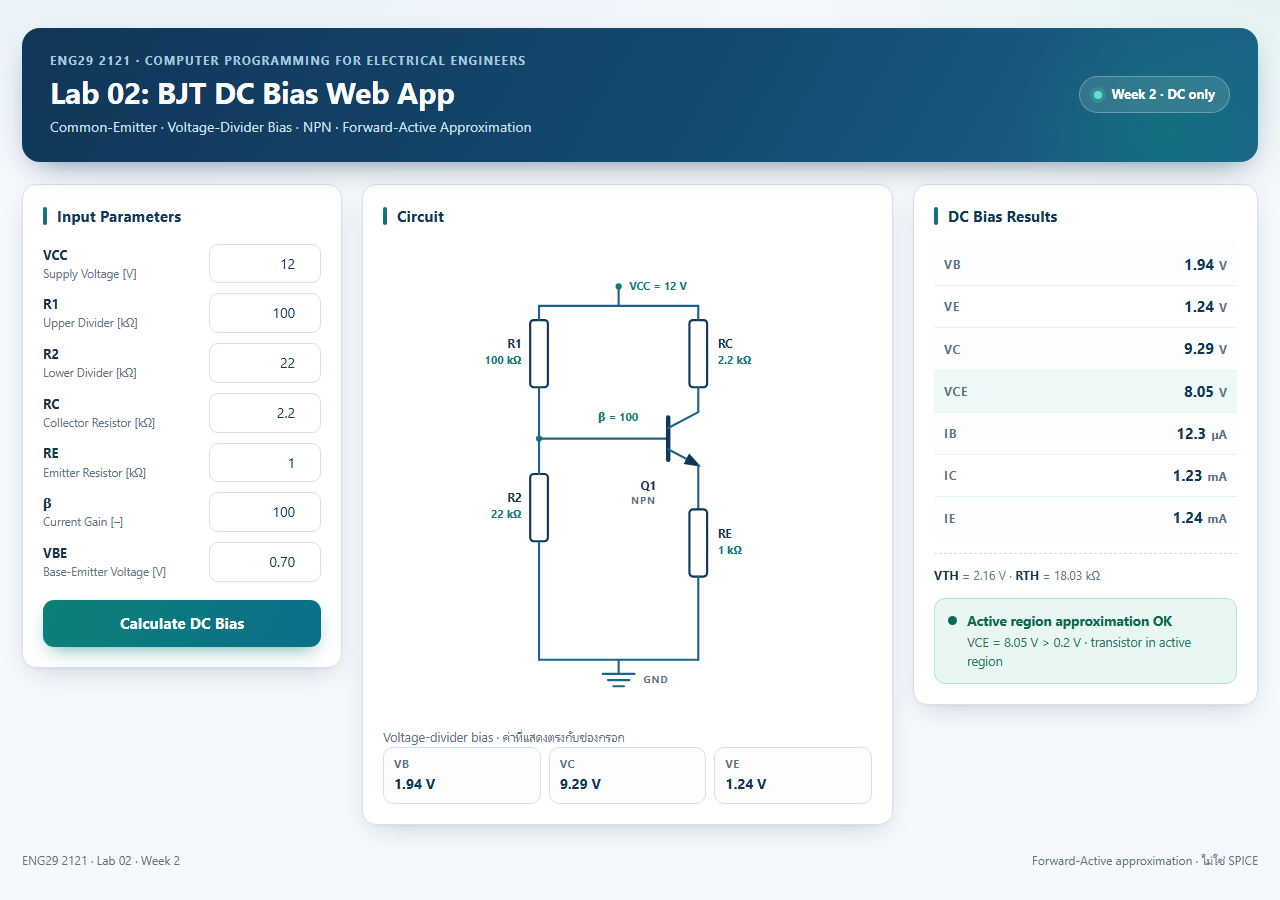 ENG29 2121 · COMPUTER PROGRAMMING FOR ELECTRICAL ENGINEERS
Lab 02: BJT DC Bias Web App
Common-Emitter · Voltage-Divider Bias · NPN · Forward-Active Approximation
Week 2 · DC only
Input Parameters
VCC
Supply Voltage [V]
12
R1
Upper Divider [kΩ]
100
R2
Lower Divider [kΩ]
22
RC
Collector Resistor [kΩ]
2.2
RE
Emitter Resistor [kΩ]
1
β
Current Gain [–]
100
VBE
Base-Emitter Voltage [V]
0.70
Calculate DC Bias
Circuit
VCC = 12 V
R1
100 kΩ
RC
2.2 kΩ
β = 100
Q1
NPN
R2
22 kΩ
RE
1 kΩ
GND
Voltage-divider bias · ค่าที่แสดงตรงกับช่องกรอก
VB
1.94 V
VC
9.29 V
VE
1.24 V
DC Bias Results
VB 1.94 V
VE 1.24 V
VC 9.29 V
VCE 8.05 V
IB 12.3 µA
IC 1.23 mA
IE 1.24 mA
VTH = 2.16 V · RTH = 18.03 kΩ
Active region approximation OK
VCE = 8.05 V > 0.2 V · transistor in active
region
ENG29 2121 · Lab 02 · Week 2
Forward-Active approximation · ไม่ใช่ SPICE